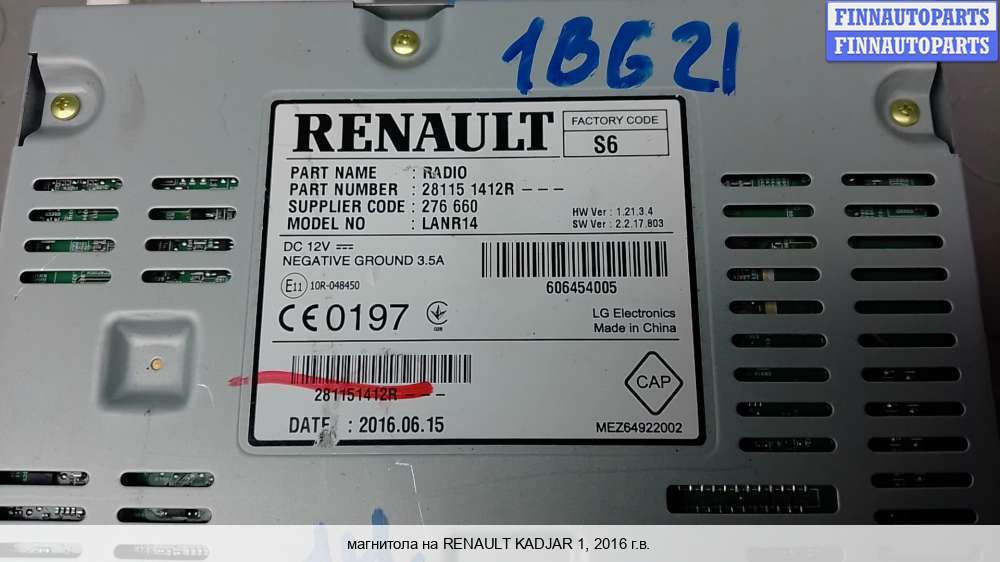 FINNAUTOPARTS
FINNAUTOPARTS
1BG21
RENAULT
FACTORY CODE
S6
PART NAME : RADIO
PART NUMBER : 28115 1412R - - -
SUPPLIER CODE : 276 660
MODEL NO : LANR14
HW Ver : 1.21.3.4
SW Ver : 2.2.17.803
DC 12V
NEGATIVE GROUND 3.5A
E11 10R-048450
606454005
CE0197
028
LG Electronics
Made in China
281151412R - - -
CAP
DATE : 2016.06.15
MEZ64922002
магнитола на RENAULT KADJAR 1, 2016 г.в.